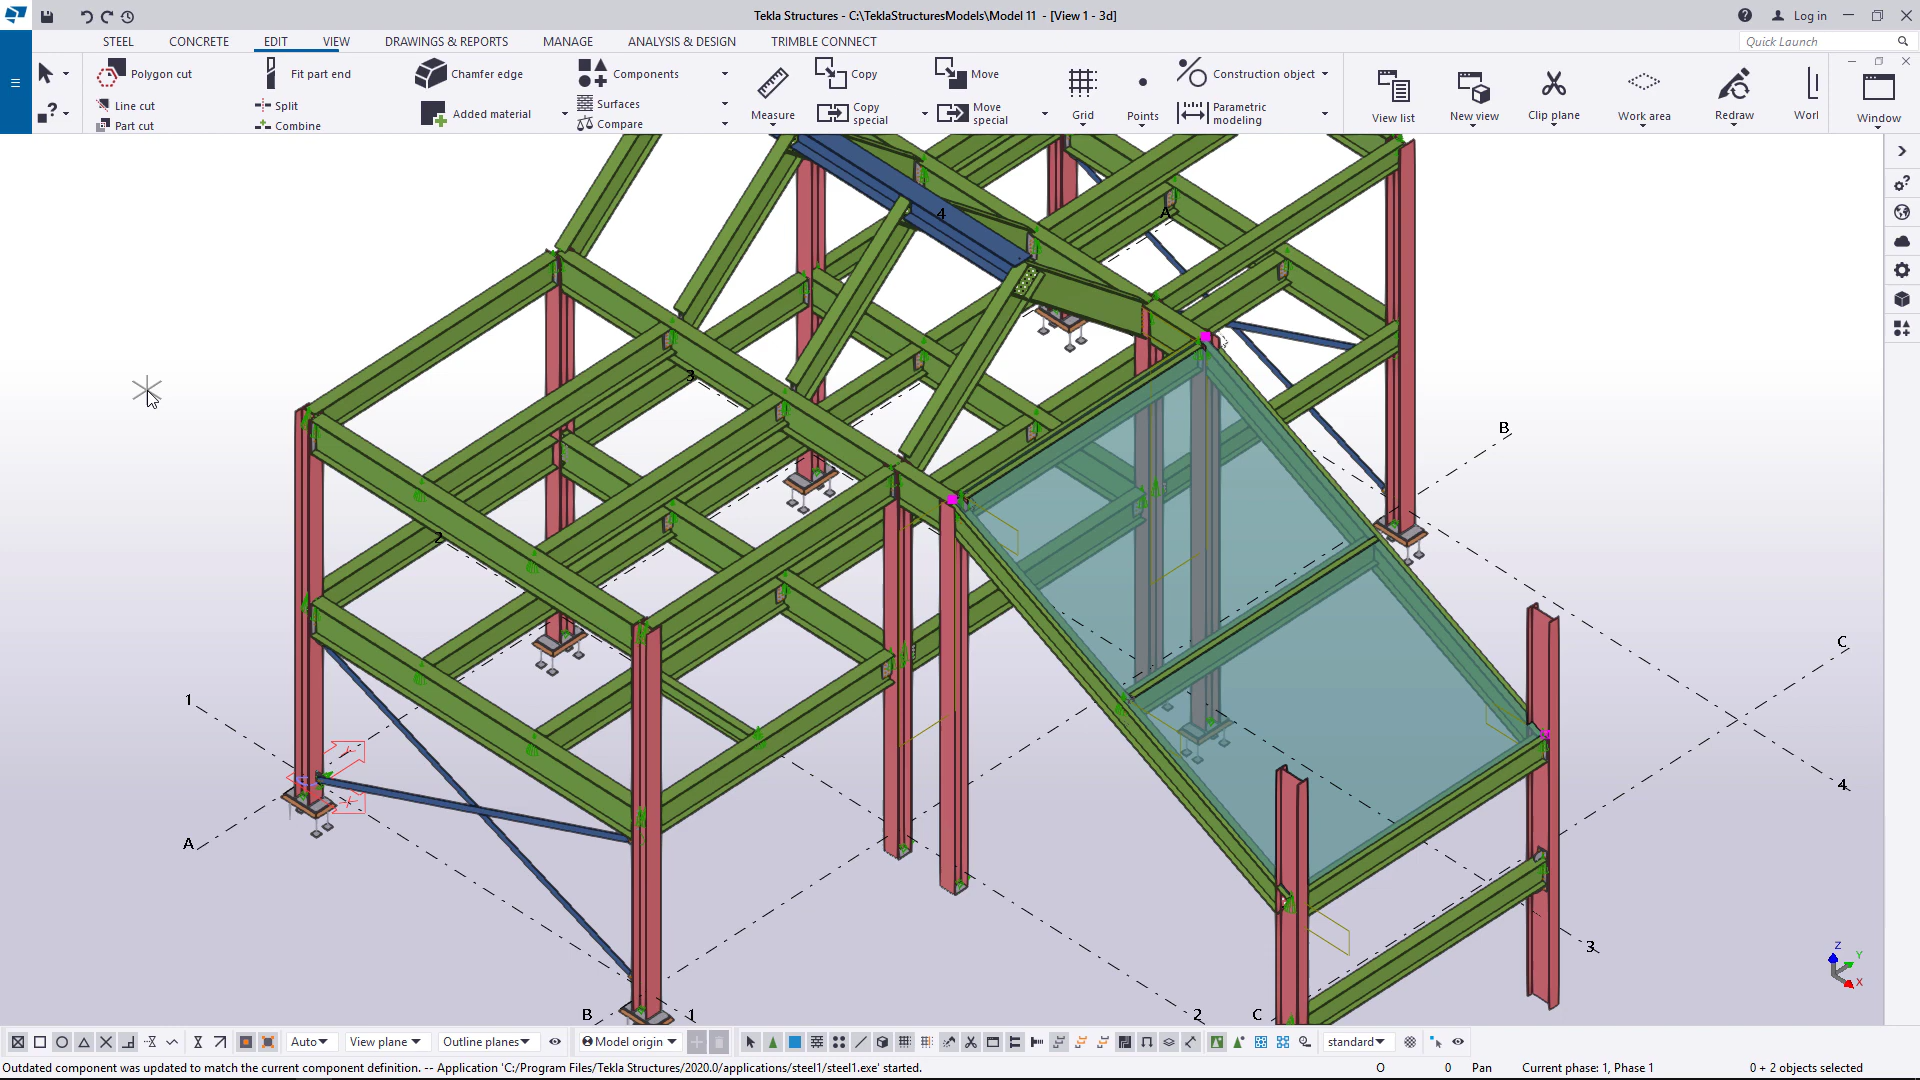 Tekla Structures - C:\TeklaStructuresModels\Model 11 - [View 1 - 3d]
Log in
STEEL CONCRETE EDIT VIEW DRAWINGS & REPORTS MANAGE ANALYSIS & DESIGN TRIMBLE CONNECT
Quick Launch
Polygon cut
Line cut
Part cut
Fit part end
Split
Combine
Chamfer edge
Added material
Components
Surfaces
Compare
Measure
Copy
Copy special
Move
Move special
Grid
Points
Construction object
Parametric modeling
View list
New view
Clip plane
Work area
Redraw
Worl
Window
4
A
3
B
2
C
1
4
A
3
B
1
2
C
Z
Y
X
Auto
View plane
Outline planes
Model origin
standard
Outdated component was updated to match the current component definition. -- Application 'C:/Program Files/Tekla Structures/2020.0/applications/steel1/steel1.exe' started.
O
0
Pan
Current phase: 1, Phase 1
0 + 2 objects selected